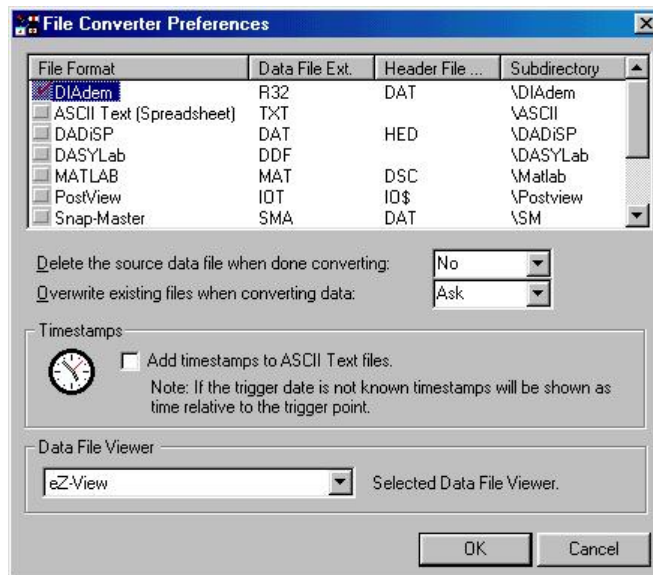 File Converter Preferences
File Format Data File Ext. Header File ... Subdirectory
DIAdem R32 DAT \DIAdem
ASCII Text (Spreadsheet) TXT \ASCII
DADiSP DAT HED \DADiSP
DASYLab DDF \DASYLab
MATLAB MAT DSC \Matlab
PostView IOT IO$ \Postview
Snap-Master SMA DAT \SM
Delete the source data file when done converting: No
Overwrite existing files when converting data: Ask
Timestamps
Add timestamps to ASCII Text files.
Note: If the trigger date is not known timestamps will be shown as
time relative to the trigger point.
Data File Viewer
eZ-View Selected Data File Viewer.
OK Cancel